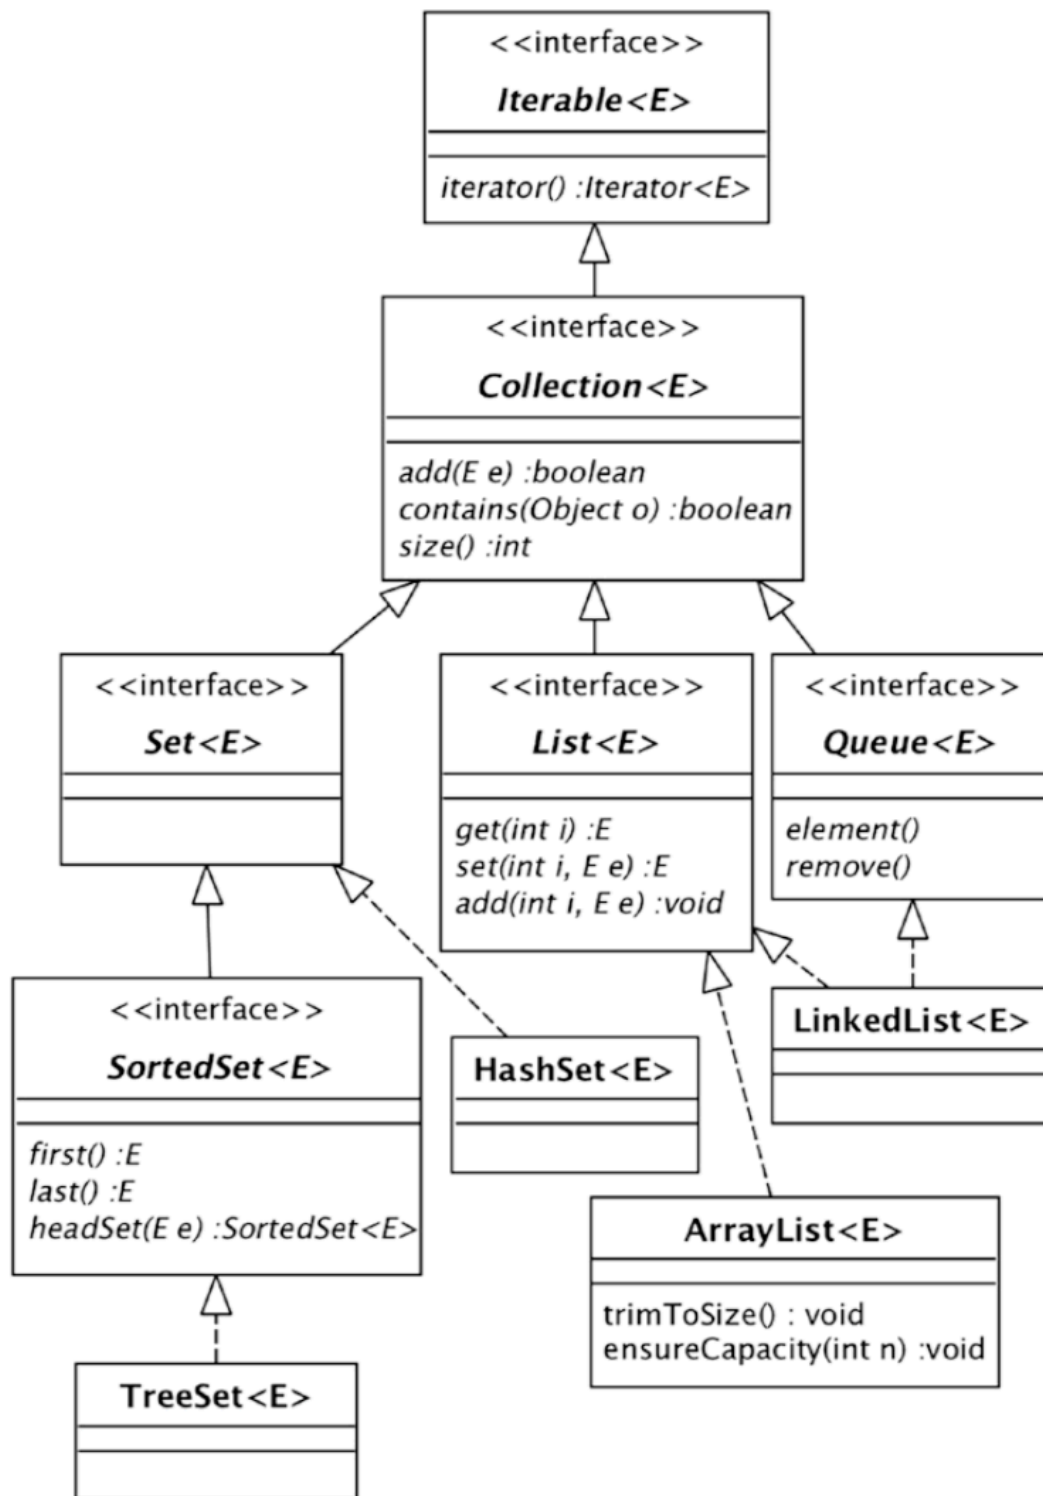 <<interface>>
Iterable<E>
iterator() :Iterator<E>
<<interface>>
Collection<E>
add(E e) :boolean
contains(Object o) :boolean
size() :int
<<interface>>
Set<E>
<<interface>>
List<E>
get(int i) :E
set(int i, E e) :E
add(int i, E e) :void
<<interface>>
Queue<E>
element()
remove()
<<interface>>
SortedSet<E>
first() :E
last() :E
headSet(E e) :SortedSet<E>
HashSet<E>
LinkedList<E>
ArrayList<E>
trimToSize() : void
ensureCapacity(int n) :void
TreeSet<E>